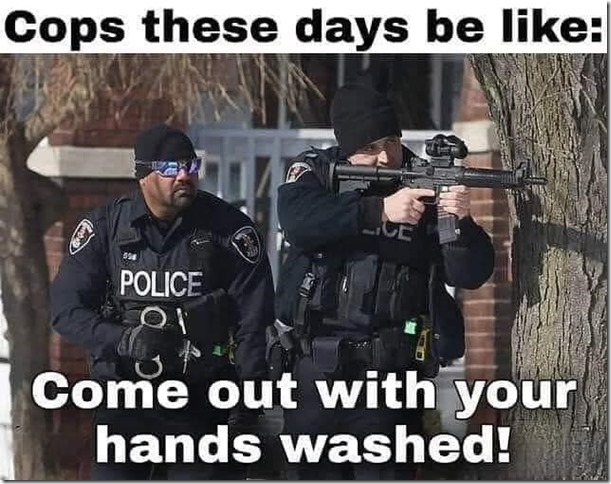 Cops these days be like:
POLICE
Come out with your
hands washed!